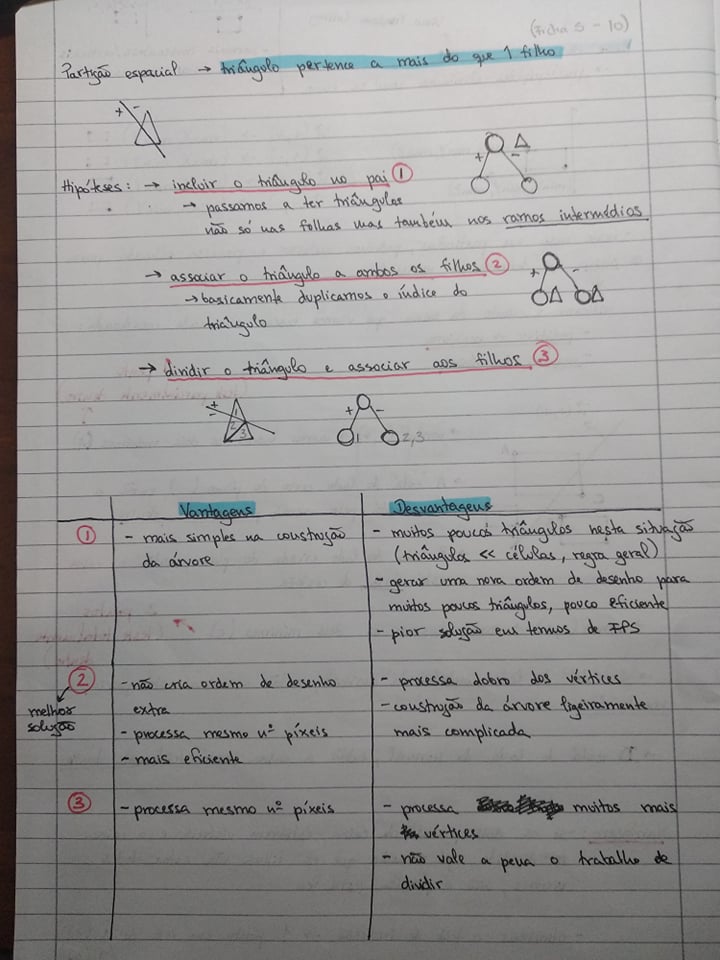 (Ficha 5 - 10)
Partição espacial → triângulo pertence a mais do que 1 filho
+ -
+ -
Hipóteses: → incluir o triângulo no pai 1
→ passamos a ter triângulos
não só nas folhas mas também nos ramos intermédios
→ associar o triângulo a ambos os filhos 2
+ -
→ basicamente duplicamos o índice do
triângulo
→ dividir o triângulo e associar aos filhos 3
+ - 1 2 3
+ - 1 2,3
Vantagens Desvantagens
1
- mais simples na construção
da árvore
- muitos poucos triângulos nesta situação
(triângulos << células, regra geral)
- gerar uma nova ordem de desenho para
muitos poucos triângulos, pouco eficiente
- pior solução em termos de FPS
2
melhor
solução
- não cria ordem de desenho
extra
- processa mesmo nº píxeis
- mais eficiente
- processa dobro dos vértices
- construção da árvore ligeiramente
mais complicada
3
- processa mesmo nº píxeis
- processa muitos mais
vértices
- não vale a pena o trabalho de
dividir